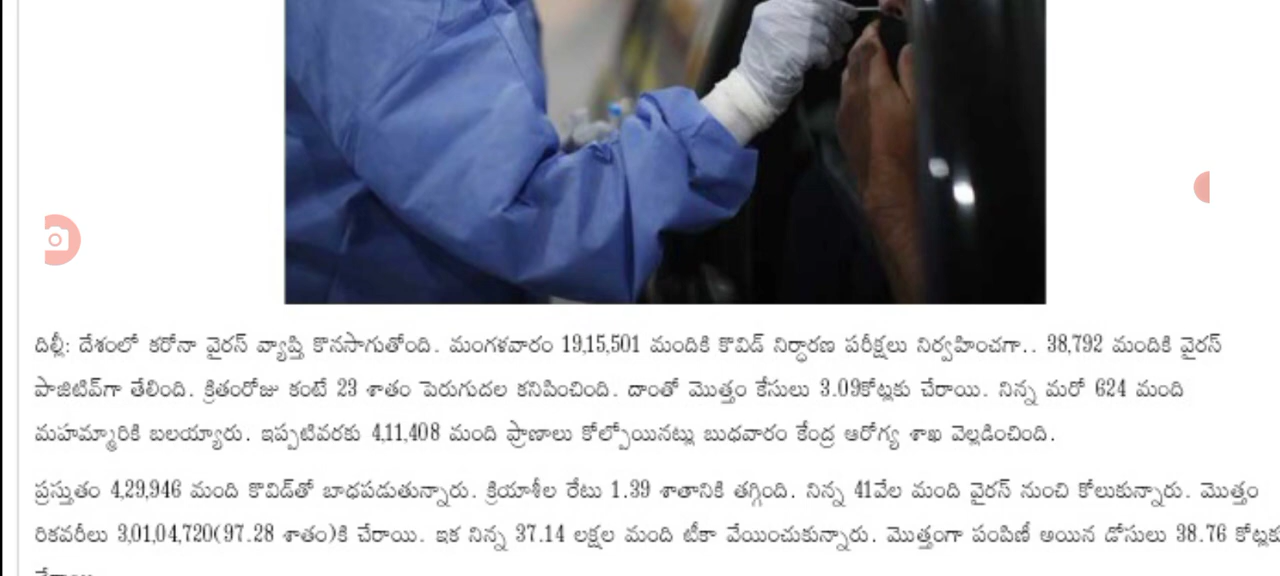 దిల్లీ: దేశంలో కరోనా వైరస్ వ్యాప్తి కొనసాగుతోంది. మంగళవారం 19,15,501 మందికి కొవిడ్ నిర్ధారణ పరీక్షలు నిర్వహించగా.. 38,792 మందికి వైరస్
పాజిటివ్‌గా తేలింది. క్రితంరోజు కంటే 23 శాతం పెరుగుదల కనిపించింది. దాంతో మొత్తం కేసులు 3.09కోట్లకు చేరాయి. నిన్న మరో 624 మంది
మహమ్మారికి బలయ్యారు. ఇప్పటివరకు 4,11,408 మంది ప్రాణాలు కోల్పోయినట్లు బుధవారం కేంద్ర ఆరోగ్య శాఖ వెల్లడించింది.
ప్రస్తుతం 4,29,946 మంది కొవిడ్‌తో బాధపడుతున్నారు. క్రియాశీల రేటు 1.39 శాతానికి తగ్గింది. నిన్న 41వేల మంది వైరస్ నుంచి కోలుకున్నారు. మొత్తం
రికవరీలు 3,01,04,720(97.28 శాతం)కి చేరాయి. ఇక నిన్న 37.14 లక్షల మంది టీకా వేయించుకున్నారు. మొత్తంగా పంపిణీ అయిన డోసులు 38.76 కోట్లకు